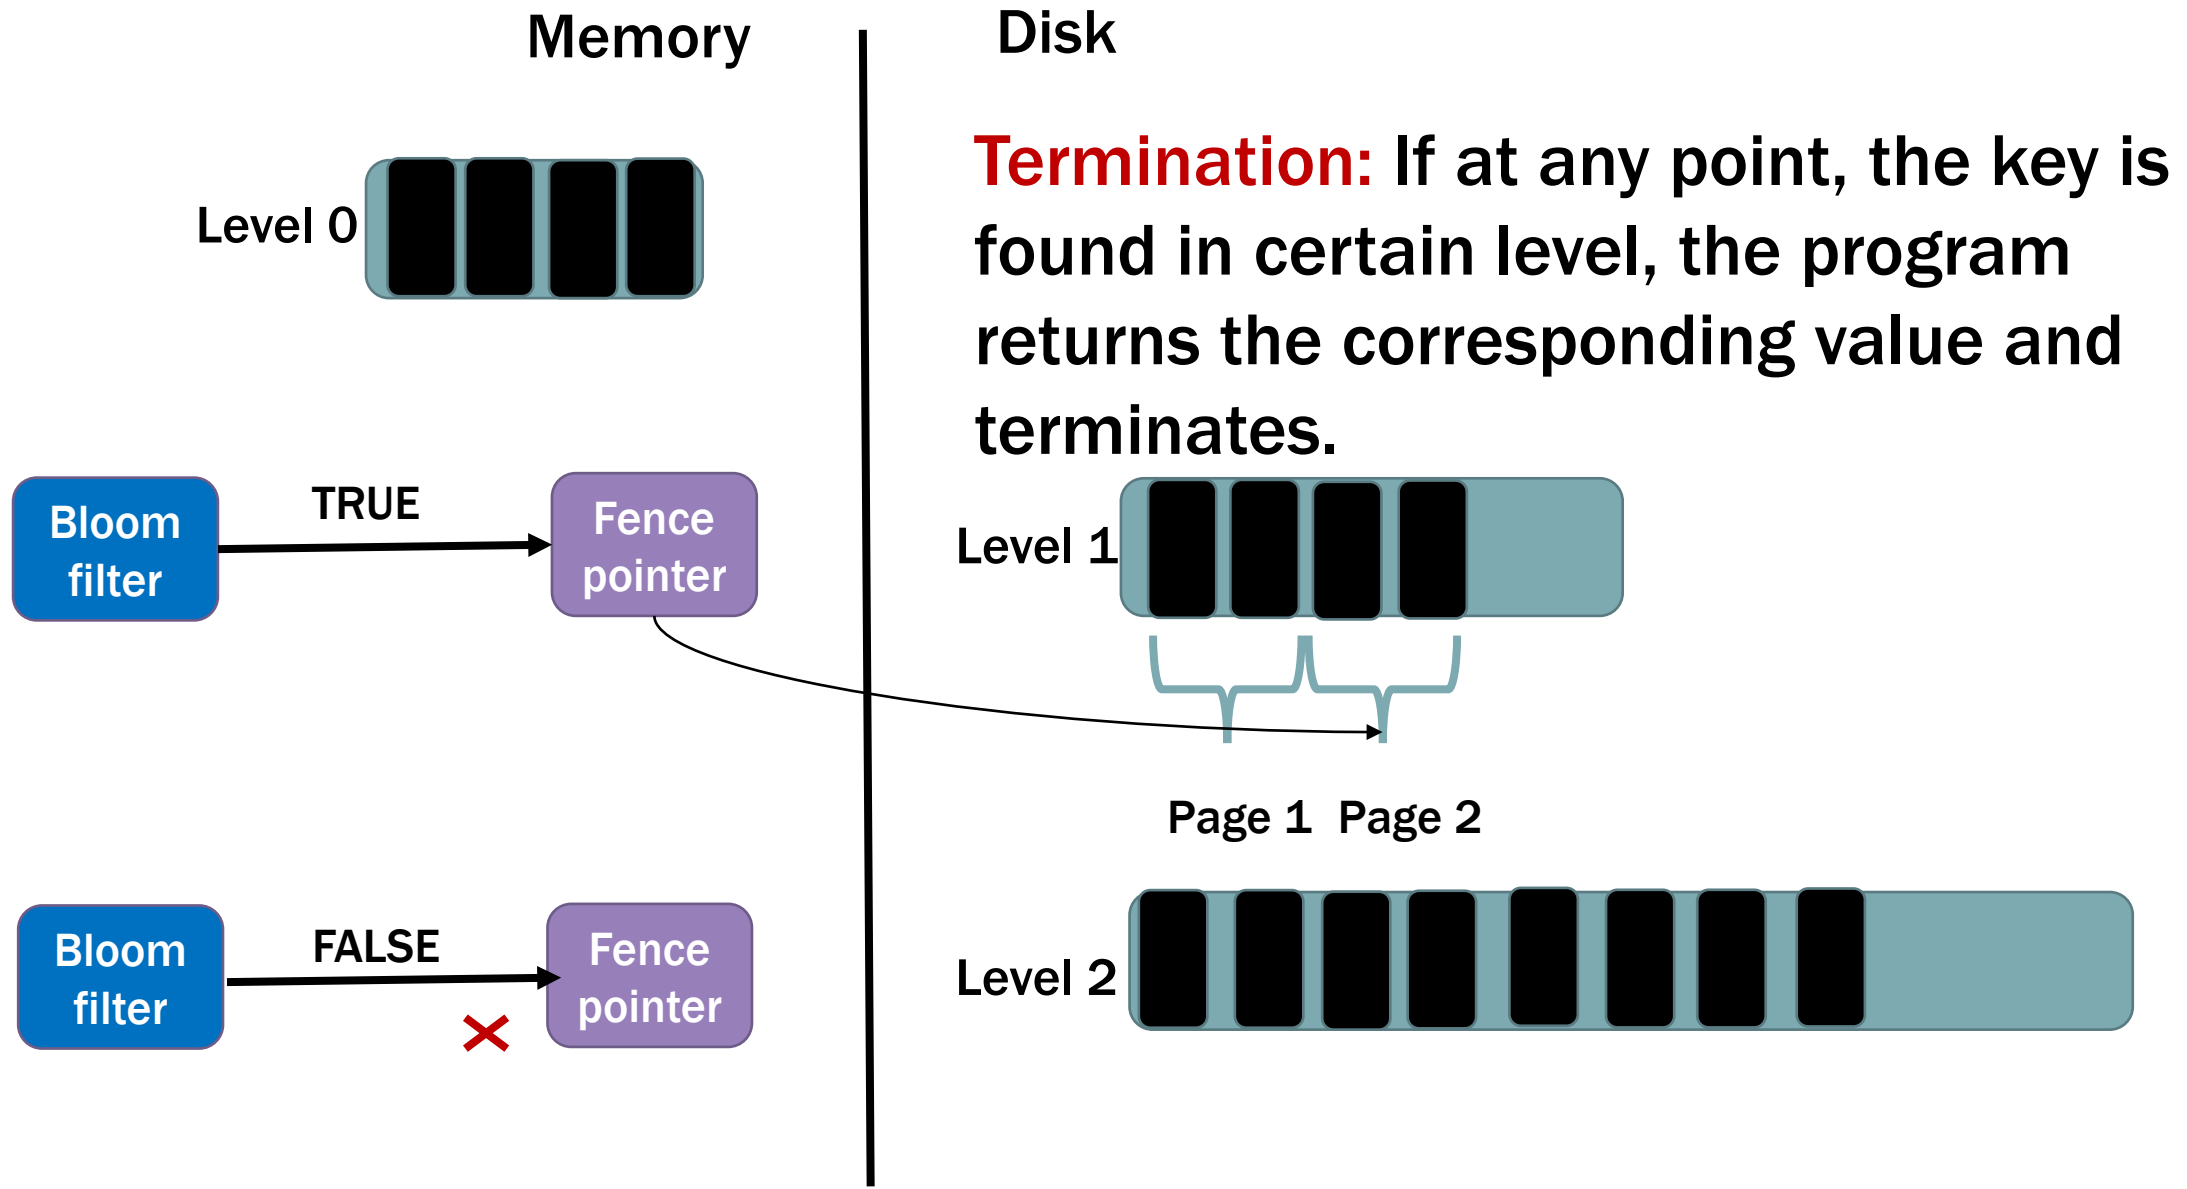 Memory
Disk
Termination: If at any point, the key is
found in certain level, the program
returns the corresponding value and
terminates.
Level 0
Bloom
filter
TRUE
Fence
pointer
Level 1
Page 1 Page 2
Bloom
filter
FALSE
Fence
pointer
Level 2